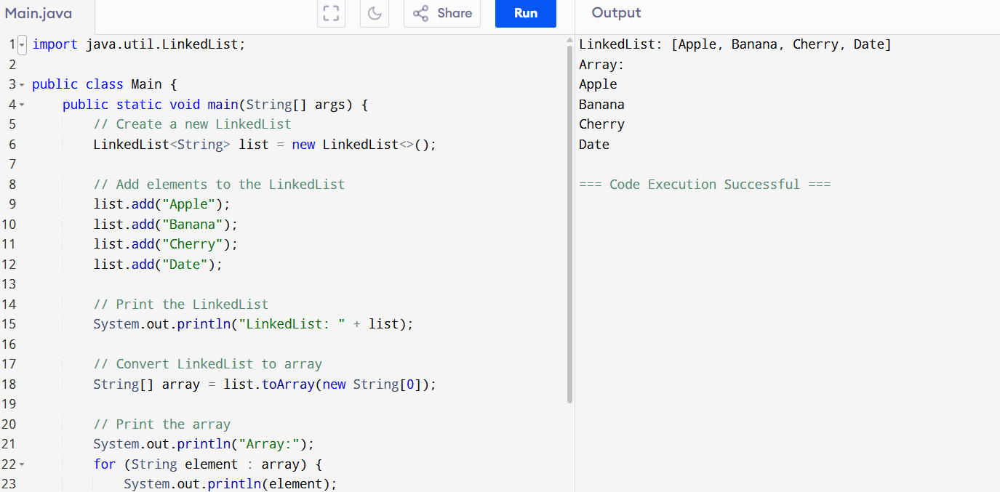 Main.java
Share
Run
Output
1 import java.util.LinkedList;
2
3 public class Main {
4     public static void main(String[] args) {
5         // Create a new LinkedList
6         LinkedList<String> list = new LinkedList<>();
7
8         // Add elements to the LinkedList
9         list.add("Apple");
10         list.add("Banana");
11         list.add("Cherry");
12         list.add("Date");
13
14         // Print the LinkedList
15         System.out.println("LinkedList: " + list);
16
17         // Convert LinkedList to array
18         String[] array = list.toArray(new String[0]);
19
20         // Print the array
21         System.out.println("Array:");
22         for (String element : array) {
23             System.out.println(element);
LinkedList: [Apple, Banana, Cherry, Date]
Array:
Apple
Banana
Cherry
Date
=== Code Execution Successful ===